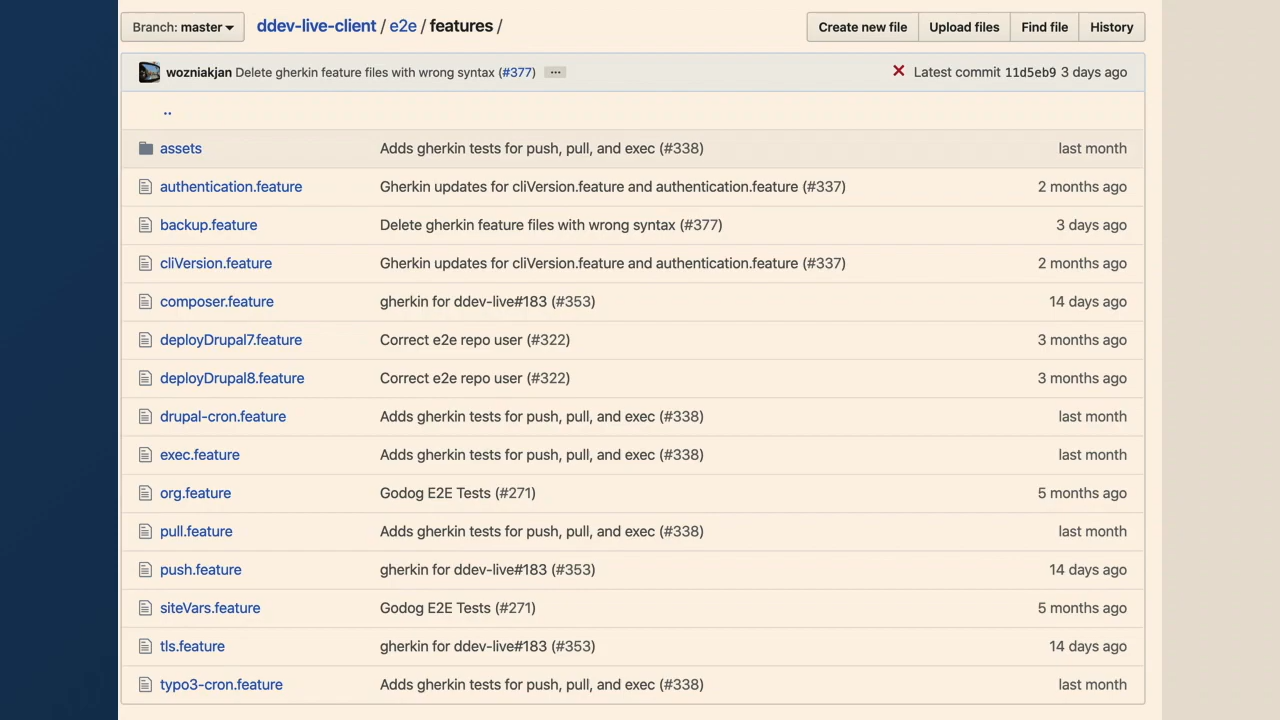 Branch: master ddev-live-client / e2e / features / Create new file Upload files Find file History
wozniakjan Delete gherkin feature files with wrong syntax (#377) ... Latest commit 11d5eb9 3 days ago
..
assets Adds gherkin tests for push, pull, and exec (#338) last month
authentication.feature Gherkin updates for cliVersion.feature and authentication.feature (#337) 2 months ago
backup.feature Delete gherkin feature files with wrong syntax (#377) 3 days ago
cliVersion.feature Gherkin updates for cliVersion.feature and authentication.feature (#337) 2 months ago
composer.feature gherkin for ddev-live#183 (#353) 14 days ago
deployDrupal7.feature Correct e2e repo user (#322) 3 months ago
deployDrupal8.feature Correct e2e repo user (#322) 3 months ago
drupal-cron.feature Adds gherkin tests for push, pull, and exec (#338) last month
exec.feature Adds gherkin tests for push, pull, and exec (#338) last month
org.feature Godog E2E Tests (#271) 5 months ago
pull.feature Adds gherkin tests for push, pull, and exec (#338) last month
push.feature gherkin for ddev-live#183 (#353) 14 days ago
siteVars.feature Godog E2E Tests (#271) 5 months ago
tls.feature gherkin for ddev-live#183 (#353) 14 days ago
typo3-cron.feature Adds gherkin tests for push, pull, and exec (#338) last month